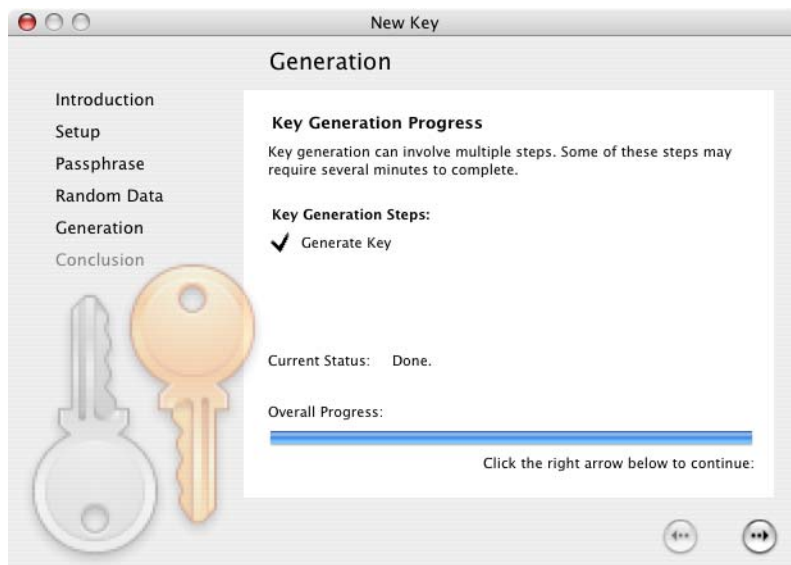 New Key
Generation
Introduction
Setup
Passphrase
Random Data
Generation
Conclusion
Key Generation Progress
Key generation can involve multiple steps. Some of these steps may
require several minutes to complete.
Key Generation Steps:
Generate Key
Current Status: Done.
Overall Progress:
Click the right arrow below to continue: